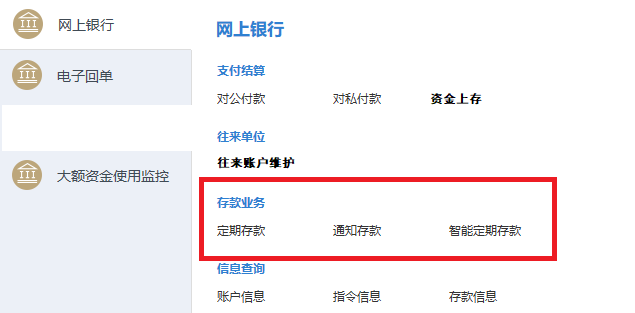 网上银行
电子回单
大额资金使用监控
网上银行
支付结算
对公付款 对私付款 资金上存
往来单位
往来账户维护
存款业务
定期存款 通知存款 智能定期存款
信息查询
账户信息 指令信息 存款信息